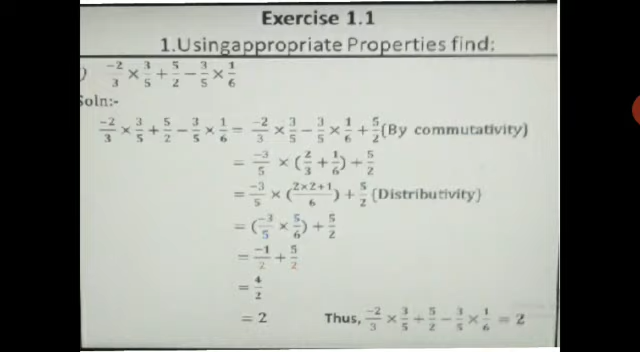 Exercise 1.1
1.Usingappropriate Properties find:
) -2/3 × 3/5 + 5/2 − 3/5 × 1/6
Soln:-
-2/3 × 3/5 + 5/2 − 3/5 × 1/6 = -2/3 × 3/5 − 3/5 × 1/6 + 5/2 (By commutativity)
= -3/5 × (2/3 + 1/6) + 5/2
= -3/5 × (2×2+1/6) + 5/2 (Distributivity)
= (-3/5 × 5/6) + 5/2
= -1/2 + 5/2
= 4/2
= 2 Thus, -2/3 × 3/5 + 5/2 − 3/5 × 1/6 = 2